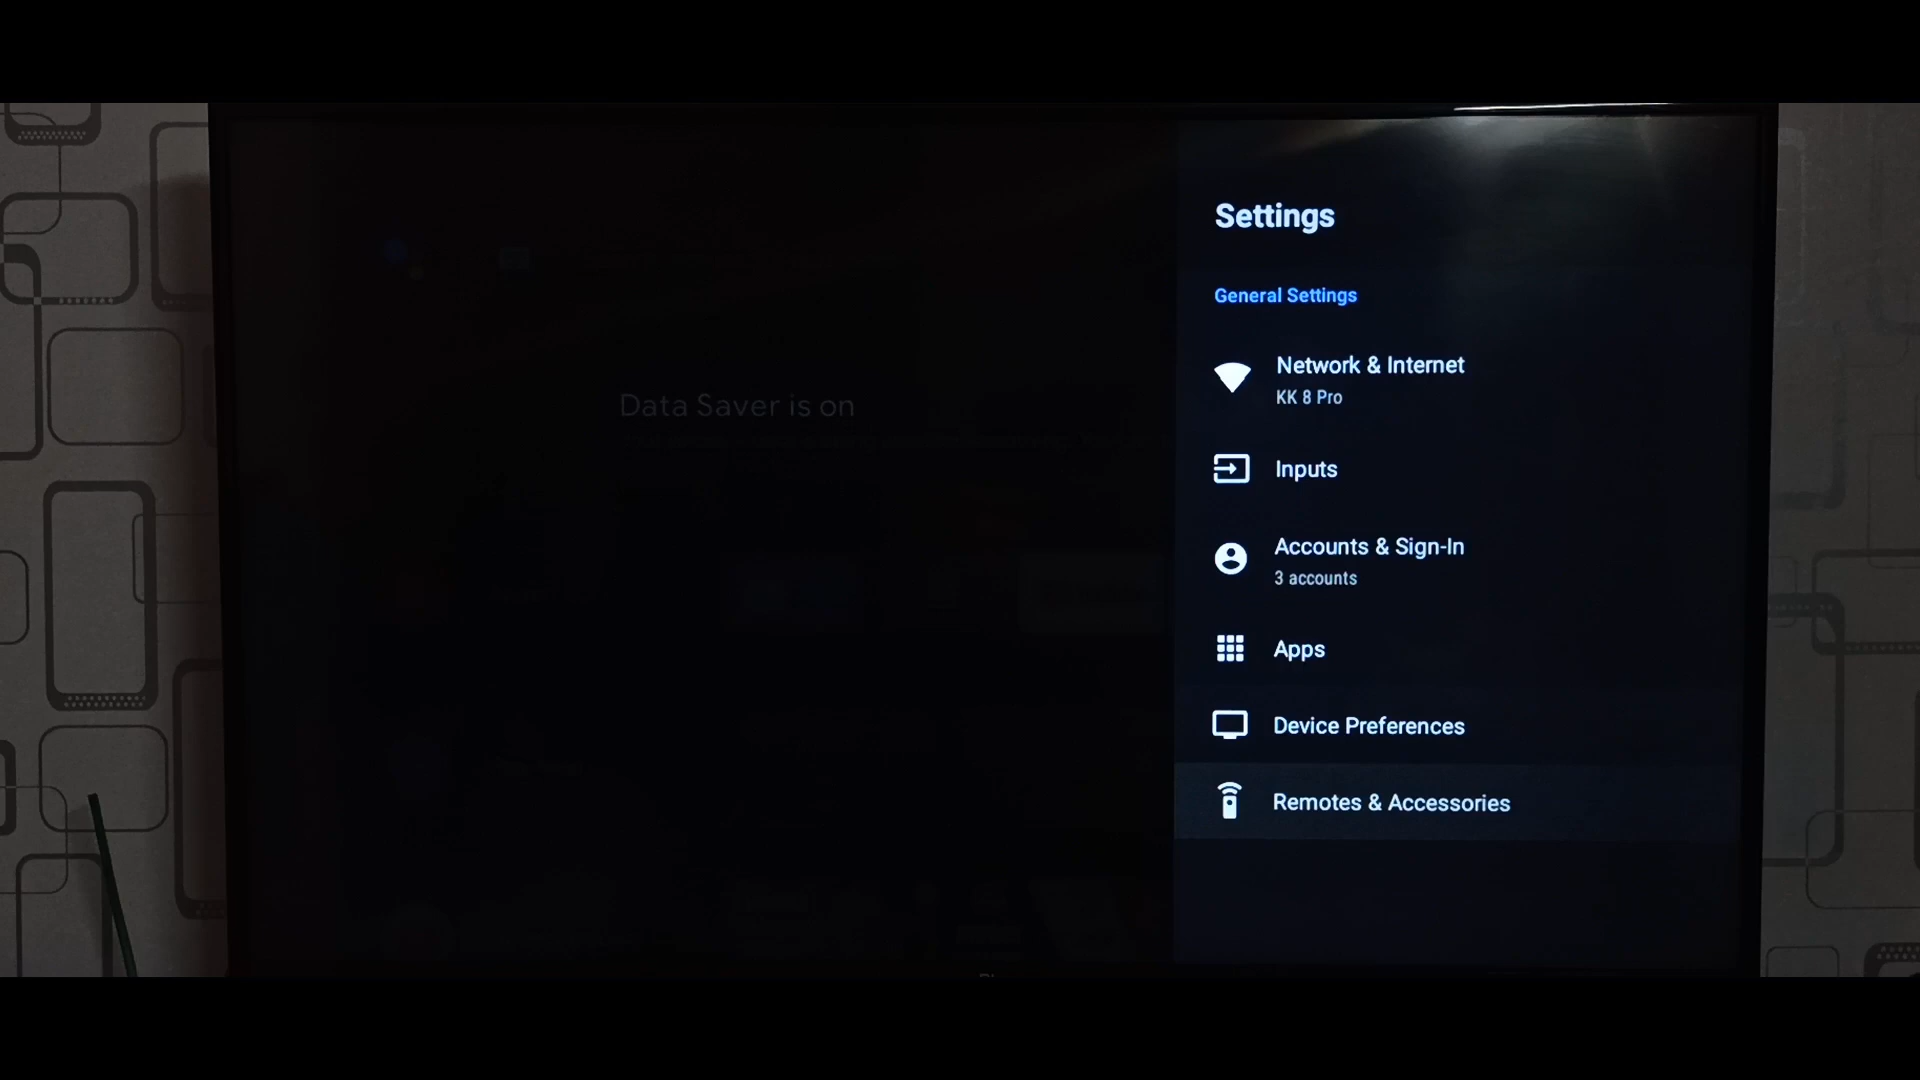 Settings
General Settings
Network & Internet
KK 8 Pro
Inputs
Accounts & Sign-In
3 accounts
Apps
Device Preferences
Remotes & Accessories
Data Saver is on